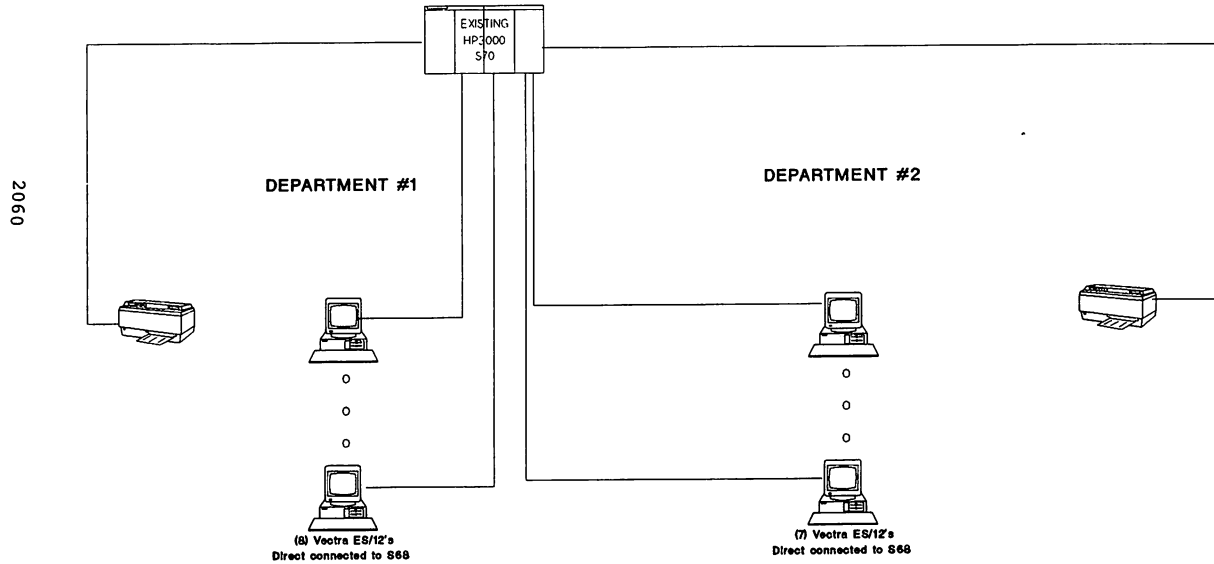 EXISTING
HP3000
S70
DEPARTMENT #1
DEPARTMENT #2
2060
(8) Vectra ES/12's
Direct connected to S68
(7) Vectra ES/12's
Direct connected to S68